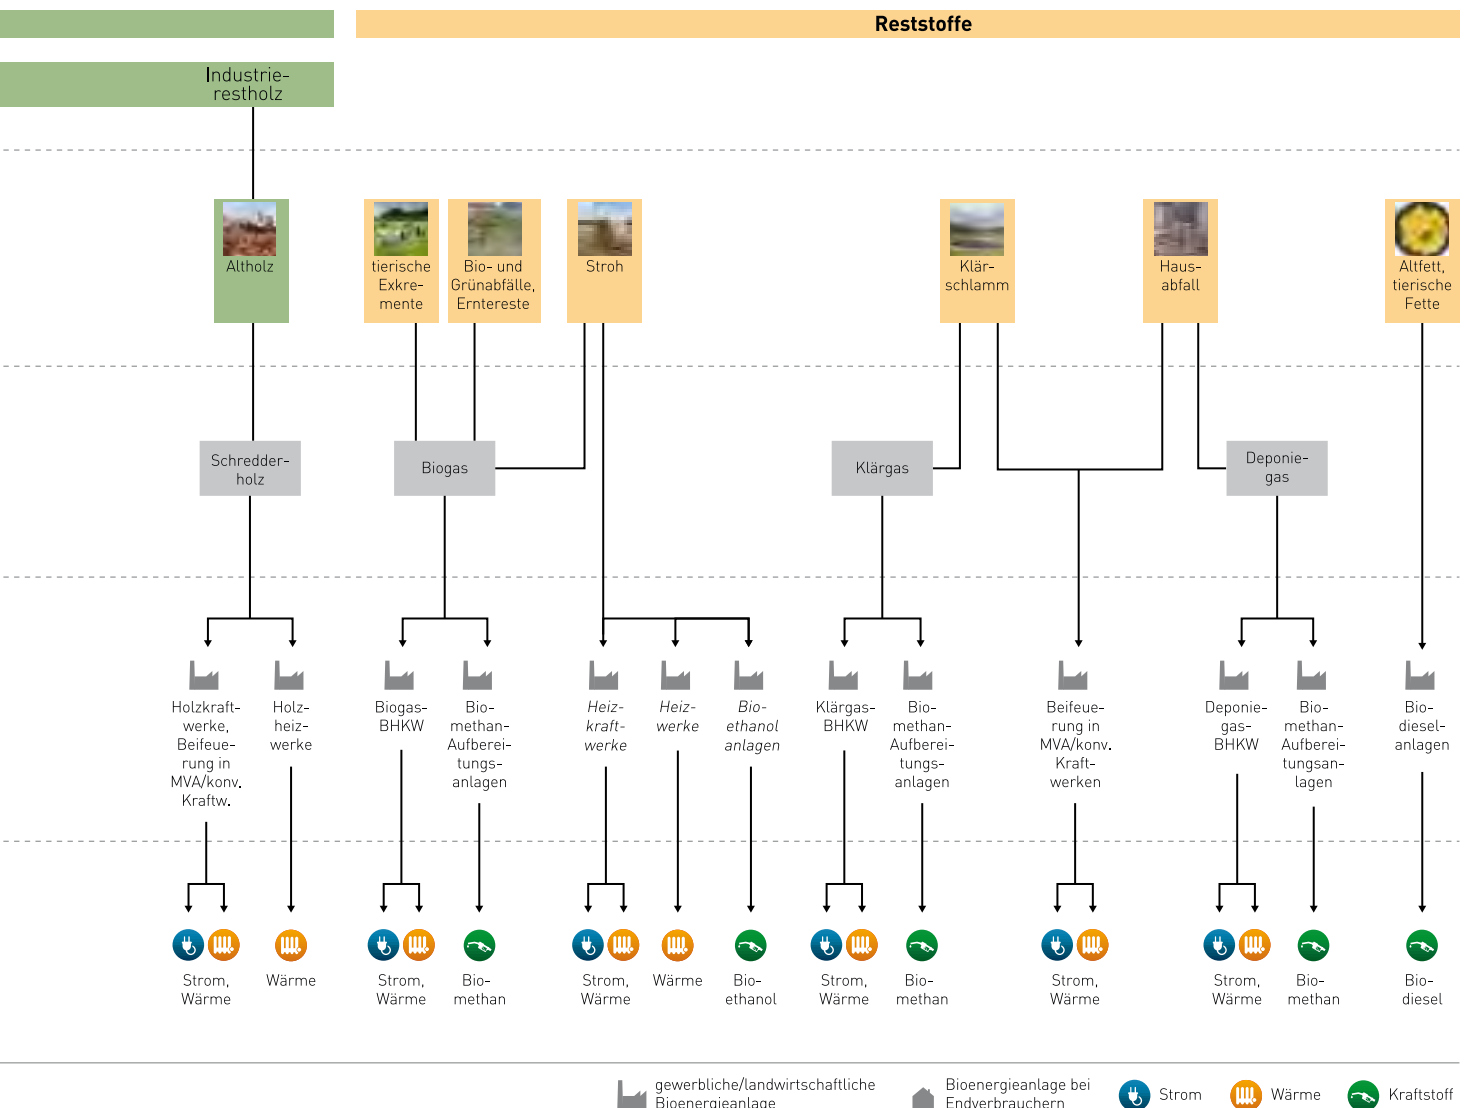 Reststoffe
Industrie-
restholz
Altholz
tierische
Exkre-
mente
Bio- und
Grünabfälle,
Erntereste
Stroh
Klär-
schlamm
Haus-
abfall
Altfett,
tierische
Fette
Schredder-
holz
Biogas
Klärgas
Deponie-
gas
Holzkraft-
werke,
Beifeue-
rung in
MVA/konv.
Kraftw.
Holz-
heiz-
werke
Biogas-
BHKW
Bio-
methan-
Aufberei-
tungs-
anlagen
Heiz-
kraft-
werke
Heiz-
werke
Bio-
ethanol
anlagen
Klärgas-
BHKW
Bio-
methan-
Aufberei-
tungs-
anlagen
Beifeue-
rung in
MVA/konv.
Kraft-
werken
Deponie-
gas-
BHKW
Bio-
methan-
Aufberei-
tungsan-
lagen
Bio-
diesel-
anlagen
Strom,
Wärme
Wärme
Strom,
Wärme
Bio-
methan
Strom,
Wärme
Wärme
Bio-
ethanol
Strom,
Wärme
Bio-
methan
Strom,
Wärme
Strom,
Wärme
Bio-
methan
Bio-
diesel
gewerbliche/landwirtschaftliche
Bioenergieanlage
Bioenergieanlage bei
Endverbrauchern
Strom
Wärme
Kraftstoff